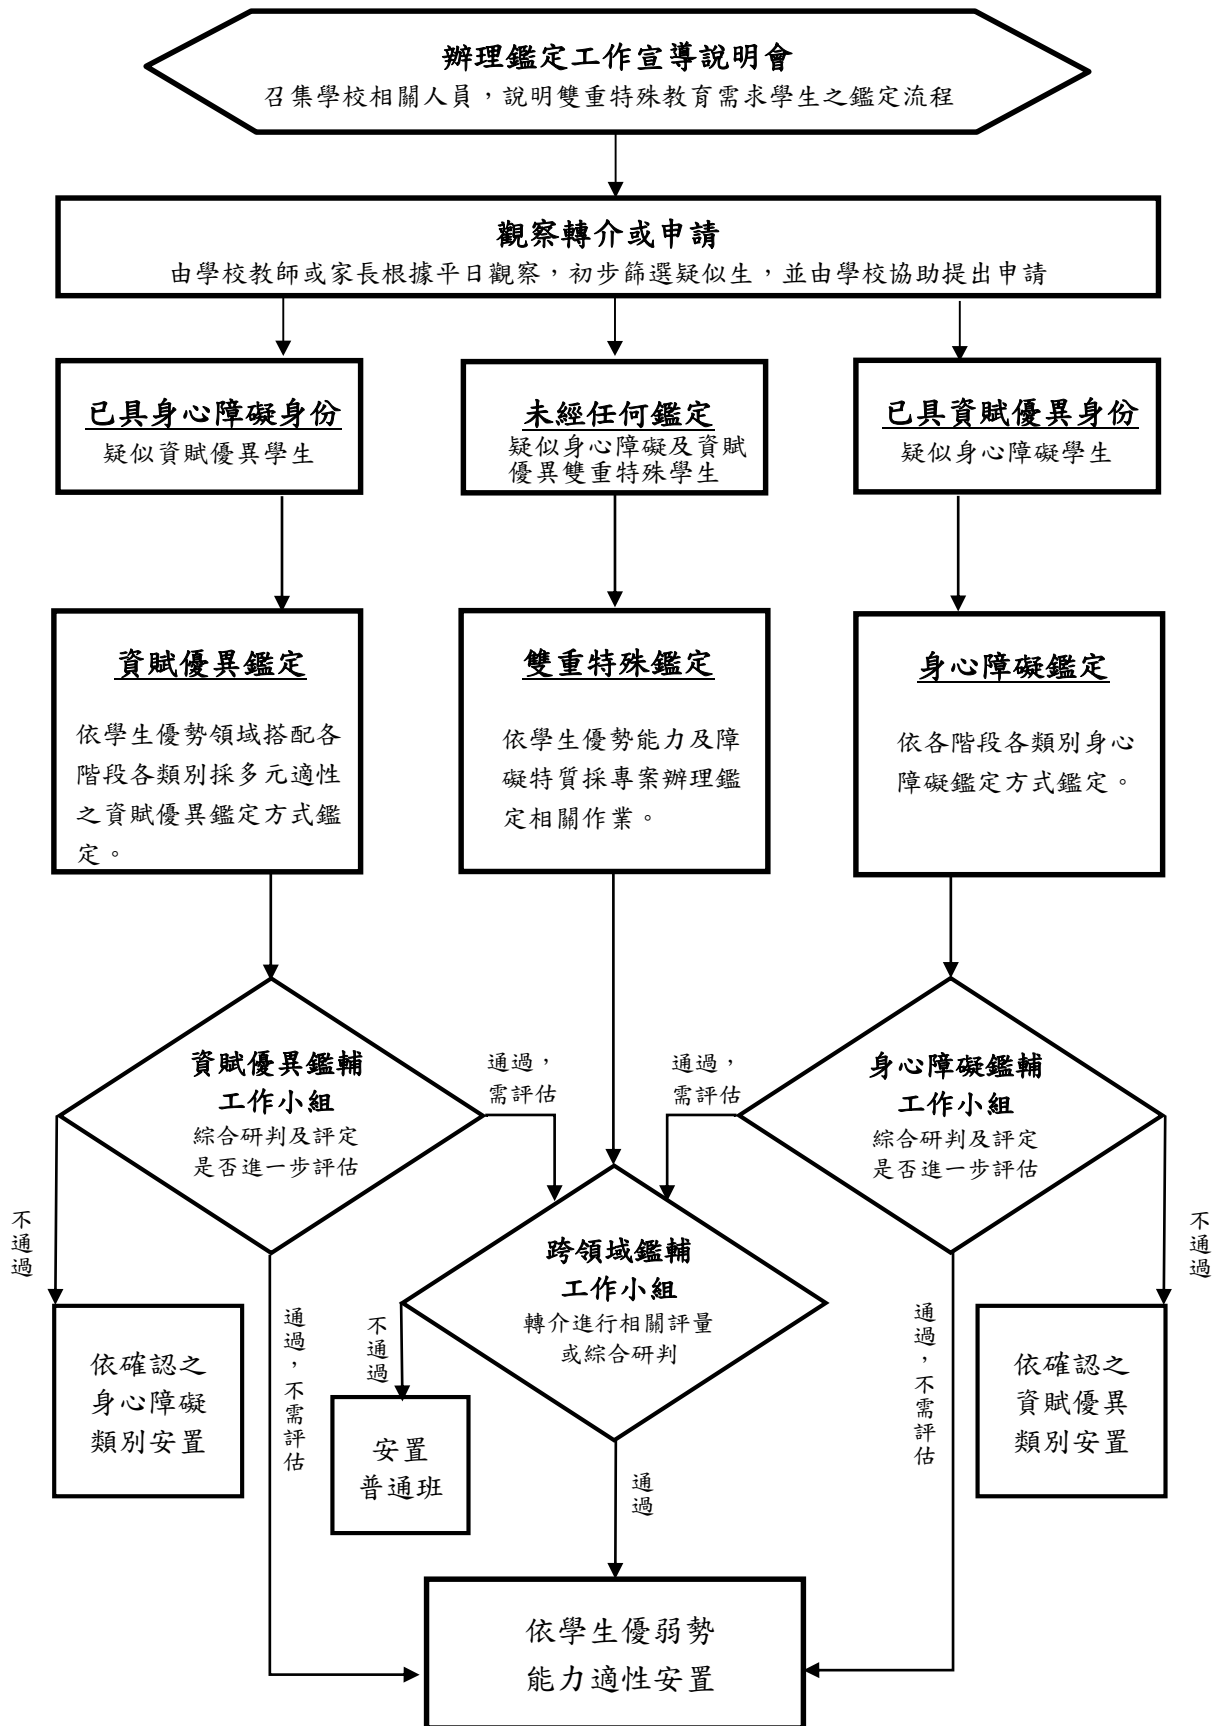 辦理鑑定工作宣導說明會
召集學校相關人員，說明雙重特殊教育需求學生之鑑定流程
觀察轉介或申請
由學校教師或家長根據平日觀察，初步篩選疑似生，並由學校協助提出申請
已具身心障礙身份
疑似資賦優異學生
未經任何鑑定
疑似身心障礙及資賦
優異雙重特殊學生
已具資賦優異身份
疑似身心障礙學生
資賦優異鑑定
依學生優勢領域搭配各
階段各類別採多元適性
之資賦優異鑑定方式鑑
定。
雙重特殊鑑定
依學生優勢能力及障
礙特質採專案辦理鑑
定相關作業。
身心障礙鑑定
依各階段各類別身心
障礙鑑定方式鑑定。
資賦優異鑑輔
工作小組
綜合研判及評定
是否進一步評估
通過，
需評估
通過，
需評估
身心障礙鑑輔
工作小組
綜合研判及評定
是否進一步評估
不通過
跨領域鑑輔
工作小組
轉介進行相關評量
或綜合研判
不通過
依確認之
身心障礙
類別安置
通過，不需評估
不通過
安置
普通班
通過
通過，不需評估
依確認之
資賦優異
類別安置
依學生優弱勢
能力適性安置